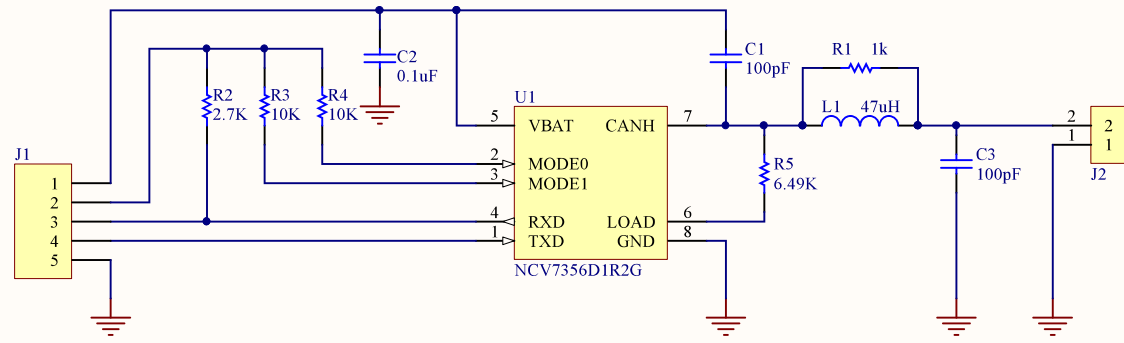 C2
0.1uF
C1
100pF
R1 1k
R2
2.7K
R3
10K
R4
10K
U1
L1 47uH
5 VBAT CANH 7
2 MODE0
3 MODE1
4 RXD LOAD 6
1 TXD GND 8
NCV7356D1R2G
R5
6.49K
C3
100pF
J1
1
2
3
4
5
2 2
1 1
J2